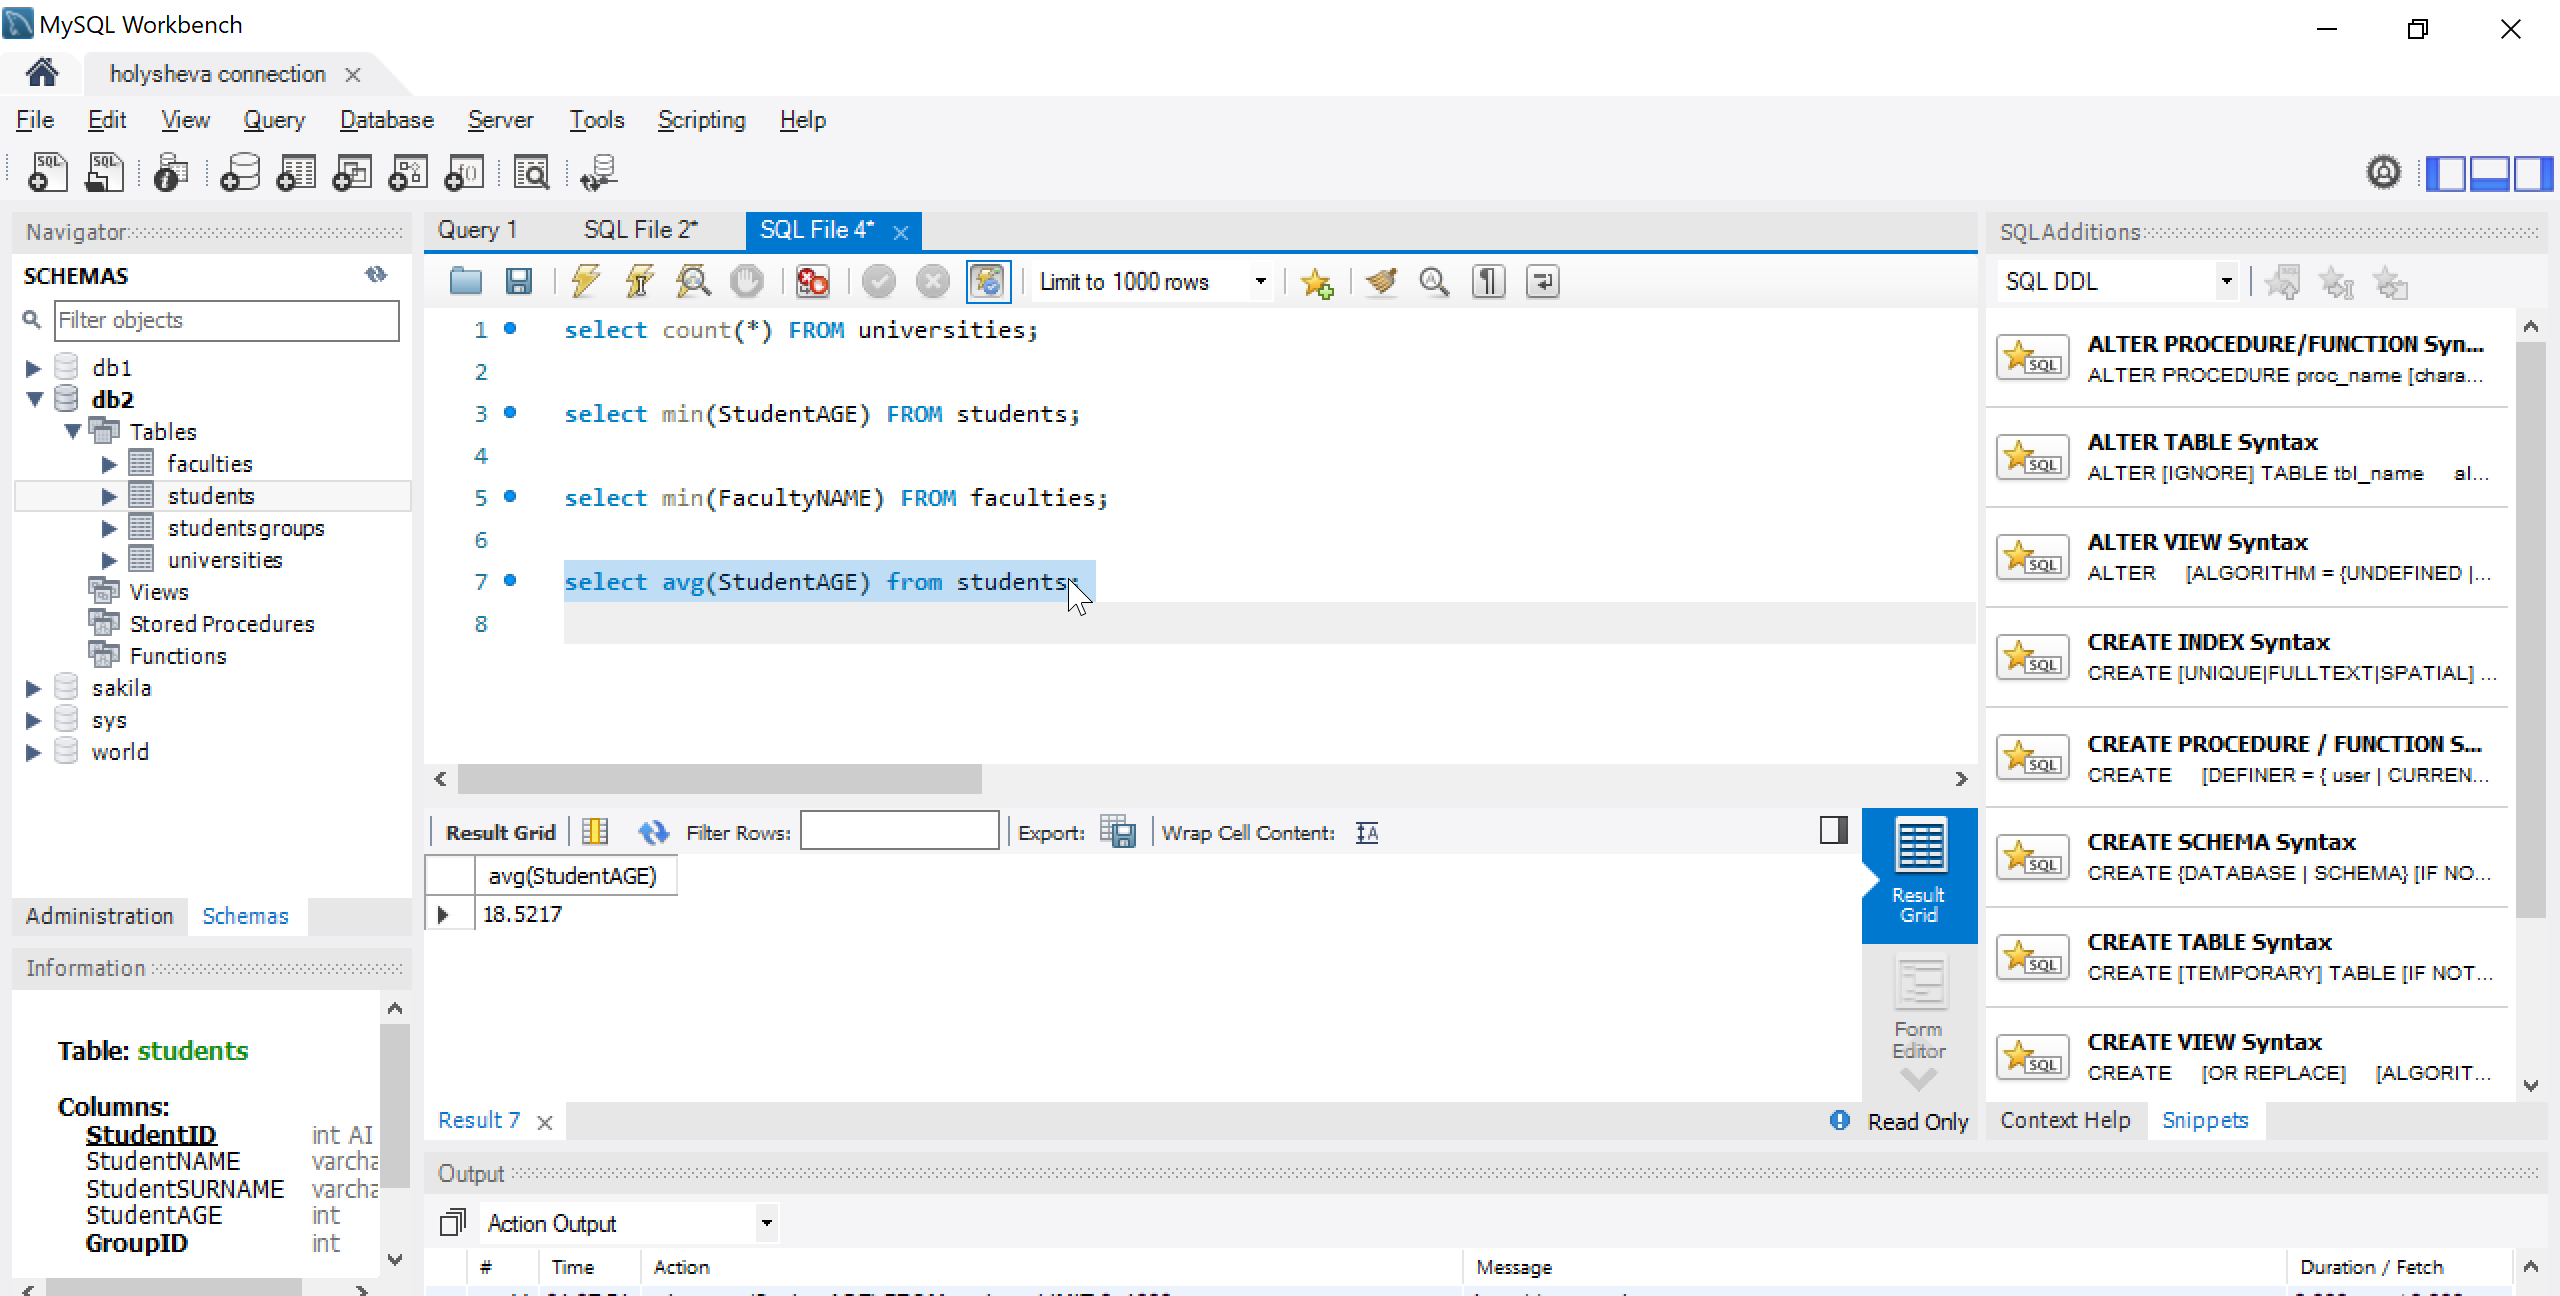 MySQL Workbench
holysheva connection
File Edit View Query Database Server Tools Scripting Help
Navigator
SCHEMAS
Filter objects
db1
db2
Tables
faculties
students
studentsgroups
universities
Views
Stored Procedures
Functions
sakila
sys
world
Administration Schemas
Information
Table: students
Columns:
StudentID int AI
StudentNAME varcha
StudentSURNAME varcha
StudentAGE int
GroupID int
Query 1 SQL File 2* SQL File 4*
Limit to 1000 rows
1 select count(*) FROM universities;
2
3 select min(StudentAGE) FROM students;
4
5 select min(FacultyNAME) FROM faculties;
6
7 select avg(StudentAGE) from students;
8
Result Grid Filter Rows: Export: Wrap Cell Content:
avg(StudentAGE)
18.5217
Result
Grid
Form
Editor
Result 7 Read Only
Output
Action Output
# Time Action Message Duration / Fetch
SQLAdditions
SQL DDL
ALTER PROCEDURE/FUNCTION Syn...
ALTER PROCEDURE proc_name [chara...
ALTER TABLE Syntax
ALTER [IGNORE] TABLE tbl_name al...
ALTER VIEW Syntax
ALTER [ALGORITHM = {UNDEFINED |...
CREATE INDEX Syntax
CREATE [UNIQUE|FULLTEXT|SPATIAL] ...
CREATE PROCEDURE / FUNCTION S...
CREATE [DEFINER = { user | CURREN...
CREATE SCHEMA Syntax
CREATE {DATABASE | SCHEMA} [IF NO...
CREATE TABLE Syntax
CREATE [TEMPORARY] TABLE [IF NOT...
CREATE VIEW Syntax
CREATE [OR REPLACE] [ALGORIT...
Context Help Snippets